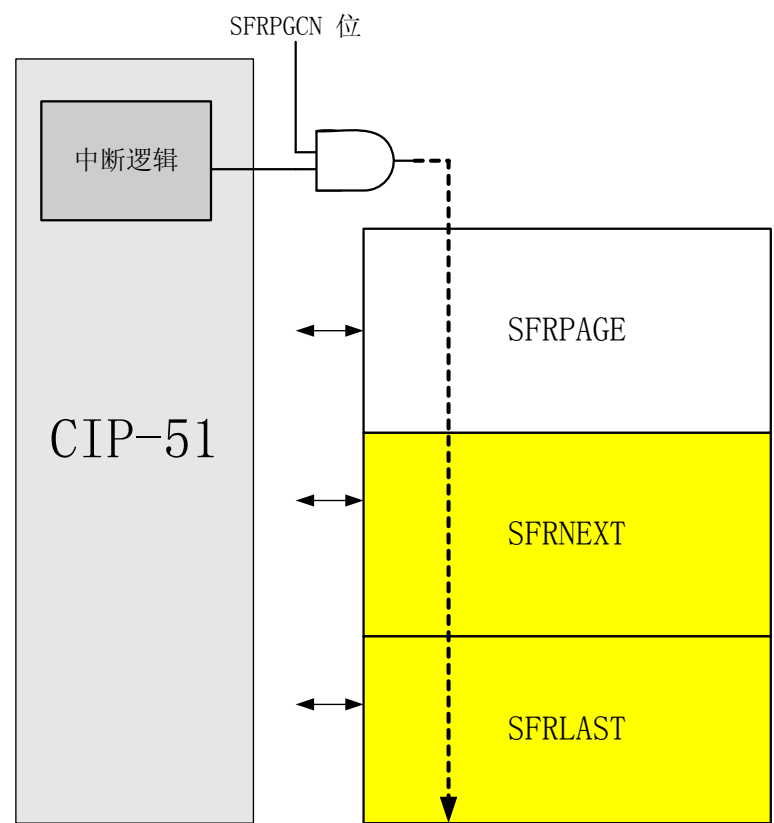 SFRPGCN 位
中断逻辑
SFRPAGE
CIP-51
SFRNEXT
SFRLAST